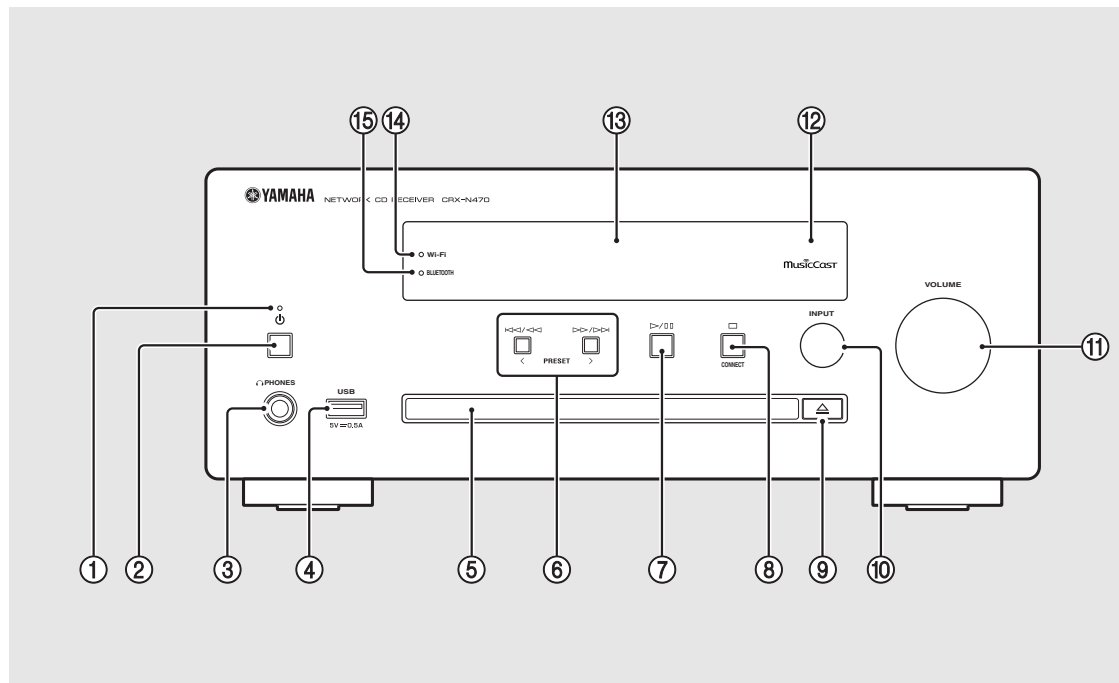 ⑮ ⑭ ⑬ ⑫
YAMAHA NETWORK CD RECEIVER CRX-N470
Wi-Fi
BLUETOOTH
MusicCast
VOLUME
INPUT
PRESET
CONNECT
PHONES
USB
5V 0.5A
① ② ③ ④ ⑤ ⑥ ⑦ ⑧ ⑨ ⑩ ⑪